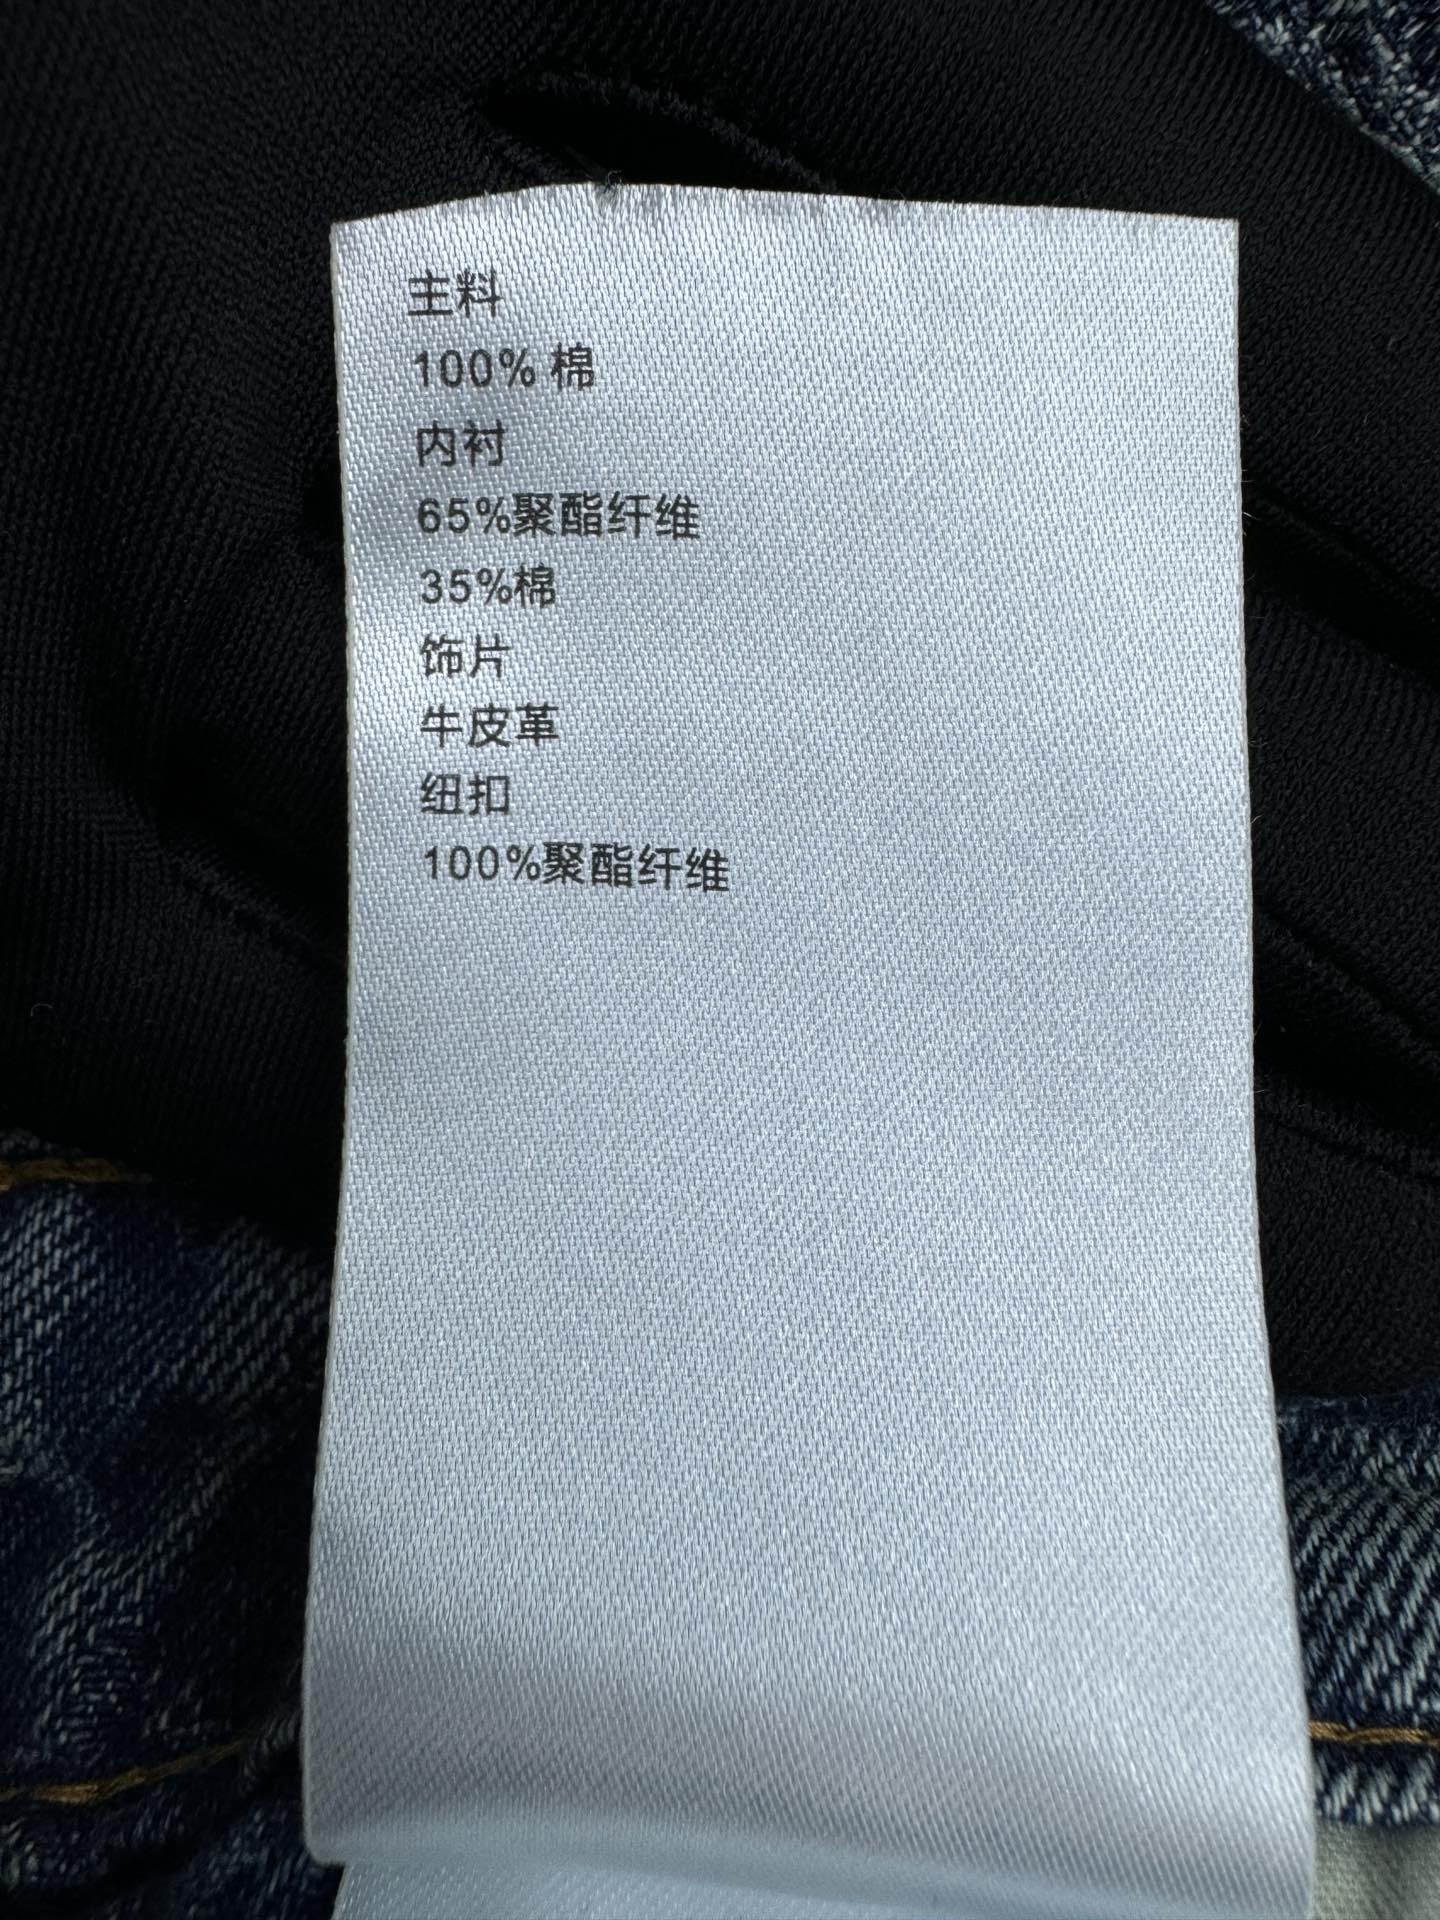 主料
100% 棉
内衬
65%聚酯纤维
35%棉
饰片
牛皮革
纽扣
100%聚酯纤维